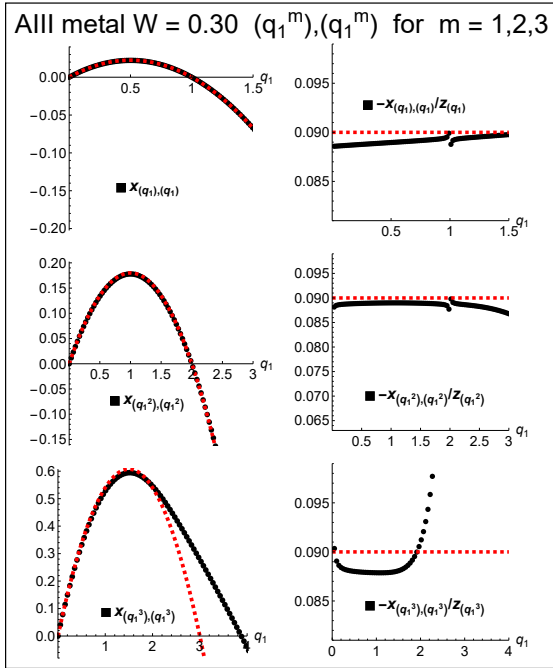 AIII metal W = 0.30 (q₁ᵐ),(q₁ᵐ) for m = 1,2,3
0.00
-0.05
-0.10
-0.15
-0.20
0.5 1 1.5
q₁
■ x₍q₁₎,₍q₁₎
0.095
0.090
0.085
0.5 1 1.5
q₁
■ -x₍q₁₎,₍q₁₎/z₍q₁₎
0.20
0.15
0.10
0.05
0.00
-0.05
-0.10
-0.15
0.5 1 1.5 2 2.5 3
q₁
■ x₍q₁²₎,₍q₁²₎
0.095
0.090
0.085
0.080
0.075
0.070
0.065
0.5 1 1.5 2 2.5 3
q₁
■ -x₍q₁²₎,₍q₁²₎/z₍q₁²₎
0.6
0.5
0.4
0.3
0.2
0.1
0.0
1 2 3 4
q₁
■ x₍q₁³₎,₍q₁³₎
0.095
0.090
0.085
0 1 2 3 4
q₁
■ -x₍q₁³₎,₍q₁³₎/z₍q₁³₎